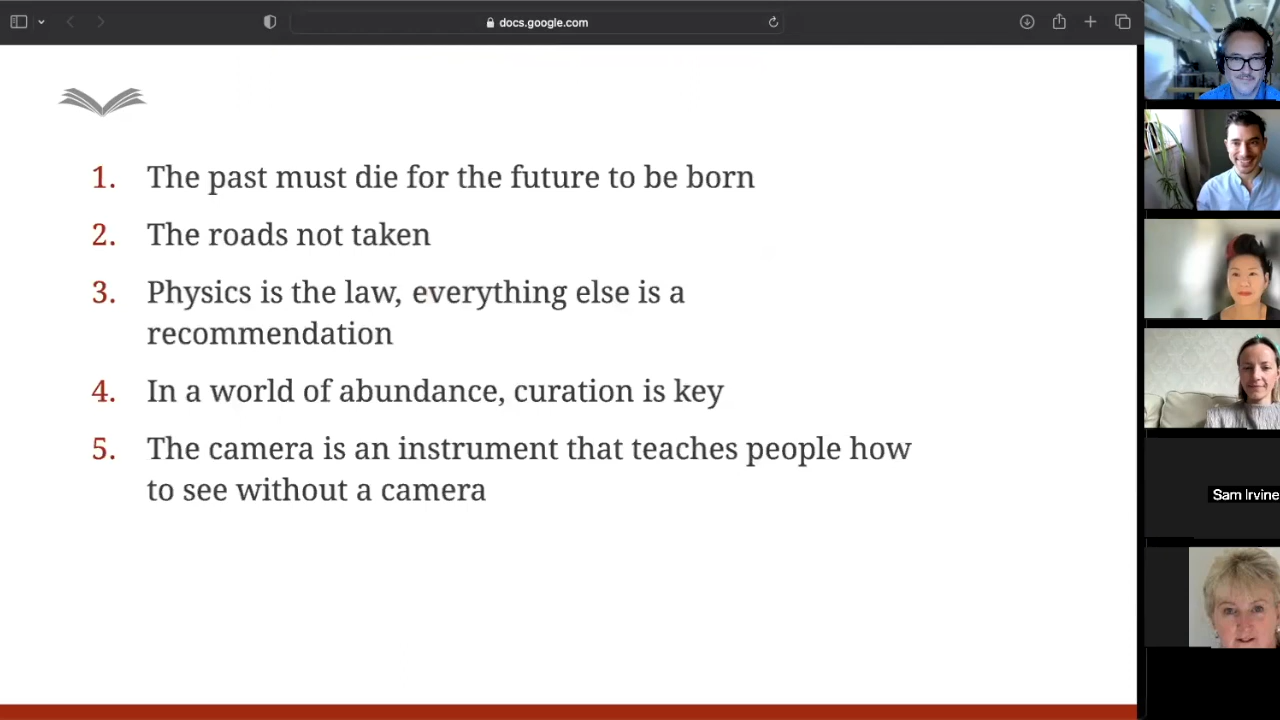 docs.google.com
1. The past must die for the future to be born
2. The roads not taken
3. Physics is the law, everything else is a
recommendation
4. In a world of abundance, curation is key
5. The camera is an instrument that teaches people how
to see without a camera
Sam Irvine